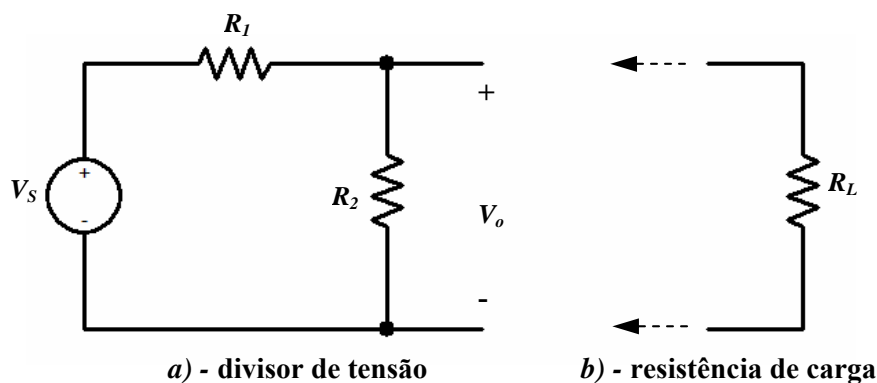 R1
+
VS
+
-
R2
Vo
RL
-
a) - divisor de tensão
b) - resistência de carga